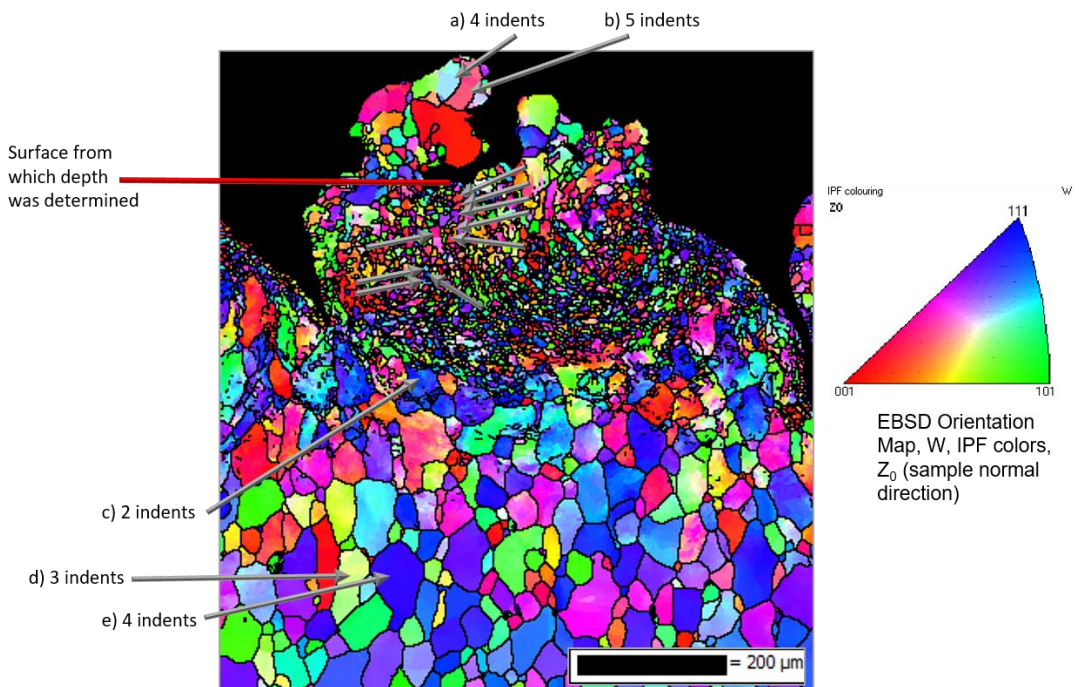 a) 4 indents
b) 5 indents
Surface from
which depth
was determined
IPF colouring
Z0
W
111
001
101
EBSD Orientation
Map, W, IPF colors,
Z₀ (sample normal
direction)
c) 2 indents
d) 3 indents
e) 4 indents
= 200 µm